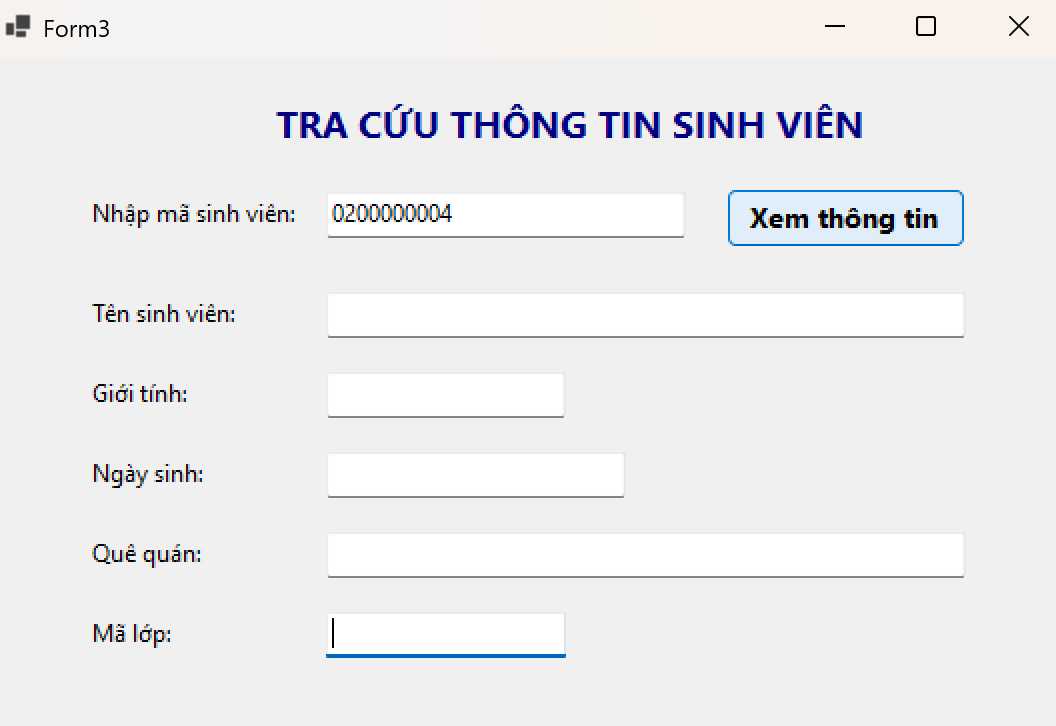 Form3
TRA CỨU THÔNG TIN SINH VIÊN
Nhập mã sinh viên: 0200000004 Xem thông tin
Tên sinh viên:
Giới tính:
Ngày sinh:
Quê quán:
Mã lớp: